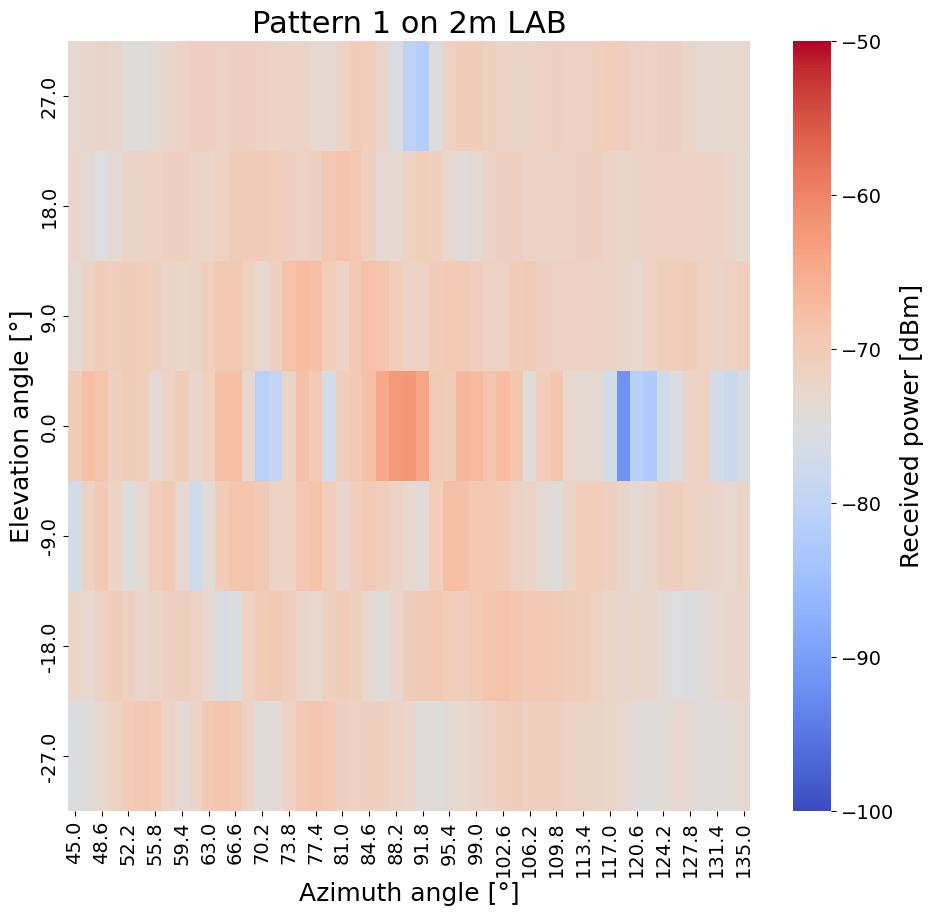 Pattern 1 on 2m LAB
Elevation angle [°]
27.0
18.0
9.0
0.0
-9.0
-18.0
-27.0
45.0 48.6 52.2 55.8 59.4 63.0 66.6 70.2 73.8 77.4 81.0 84.6 88.2 91.8 95.4 99.0 102.6 106.2 109.8 113.4 117.0 120.6 124.2 127.8 131.4 135.0
Azimuth angle [°]
−50
−60
−70
−80
−90
−100
Received power [dBm]